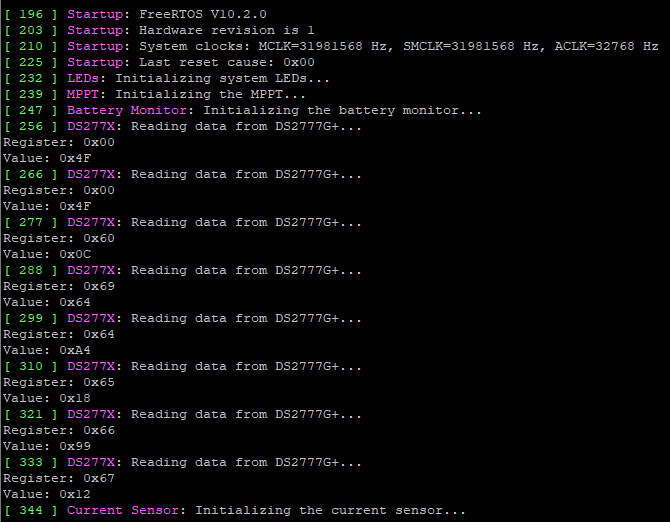 [ 196 ] Startup: FreeRTOS V10.2.0
[ 203 ] Startup: Hardware revision is 1
[ 210 ] Startup: System clocks: MCLK=31981568 Hz, SMCLK=31981568 Hz, ACLK=32768 Hz
[ 225 ] Startup: Last reset cause: 0x00
[ 232 ] LEDs: Initializing system LEDs...
[ 239 ] MPPT: Initializing the MPPT...
[ 247 ] Battery Monitor: Initializing the battery monitor...
[ 256 ] DS277X: Reading data from DS2777G+...
Register: 0x00
Value: 0x4F
[ 266 ] DS277X: Reading data from DS2777G+...
Register: 0x00
Value: 0x4F
[ 277 ] DS277X: Reading data from DS2777G+...
Register: 0x60
Value: 0x0C
[ 288 ] DS277X: Reading data from DS2777G+...
Register: 0x69
Value: 0x64
[ 299 ] DS277X: Reading data from DS2777G+...
Register: 0x64
Value: 0xA4
[ 310 ] DS277X: Reading data from DS2777G+...
Register: 0x65
Value: 0x18
[ 321 ] DS277X: Reading data from DS2777G+...
Register: 0x66
Value: 0x99
[ 333 ] DS277X: Reading data from DS2777G+...
Register: 0x67
Value: 0x12
[ 344 ] Current Sensor: Initializing the current sensor...